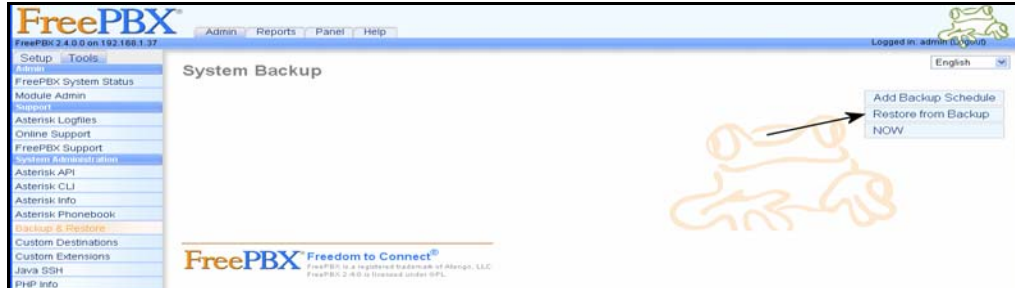 FreePBX
Admin Reports Panel Help
FreePBX 2.4.0.0 on 192.168.1.37
Logged in: admin (Logout)
English
Setup Tools
Admin
FreePBX System Status
Module Admin
Support
Asterisk Logfiles
Online Support
FreePBX Support
System Administration
Asterisk API
Asterisk CLI
Asterisk Info
Asterisk Phonebook
Backup & Restore
Custom Destinations
Custom Extensions
Java SSH
PHP Info
System Backup
Add Backup Schedule
Restore from Backup
NOW
FreePBX® Freedom to Connect®
FreePBX is a registered trademark of Atengo, LLC
FreePBX 2.4.0 is licensed under GPL